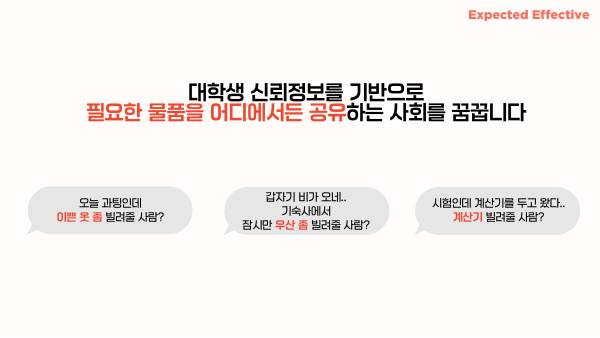 Expected Effective
대학생 신뢰정보를 기반으로
필요한 물품을 어디에서든 공유하는 사회를 꿈꿉니다
오늘 과팅인데
이쁜 옷 좀 빌려줄 사람?
갑자기 비가 오네..
기숙사에서
잠시만 우산 좀 빌려줄 사람?
시험인데 계산기를 두고 왔다..
계산기 빌려줄 사람?